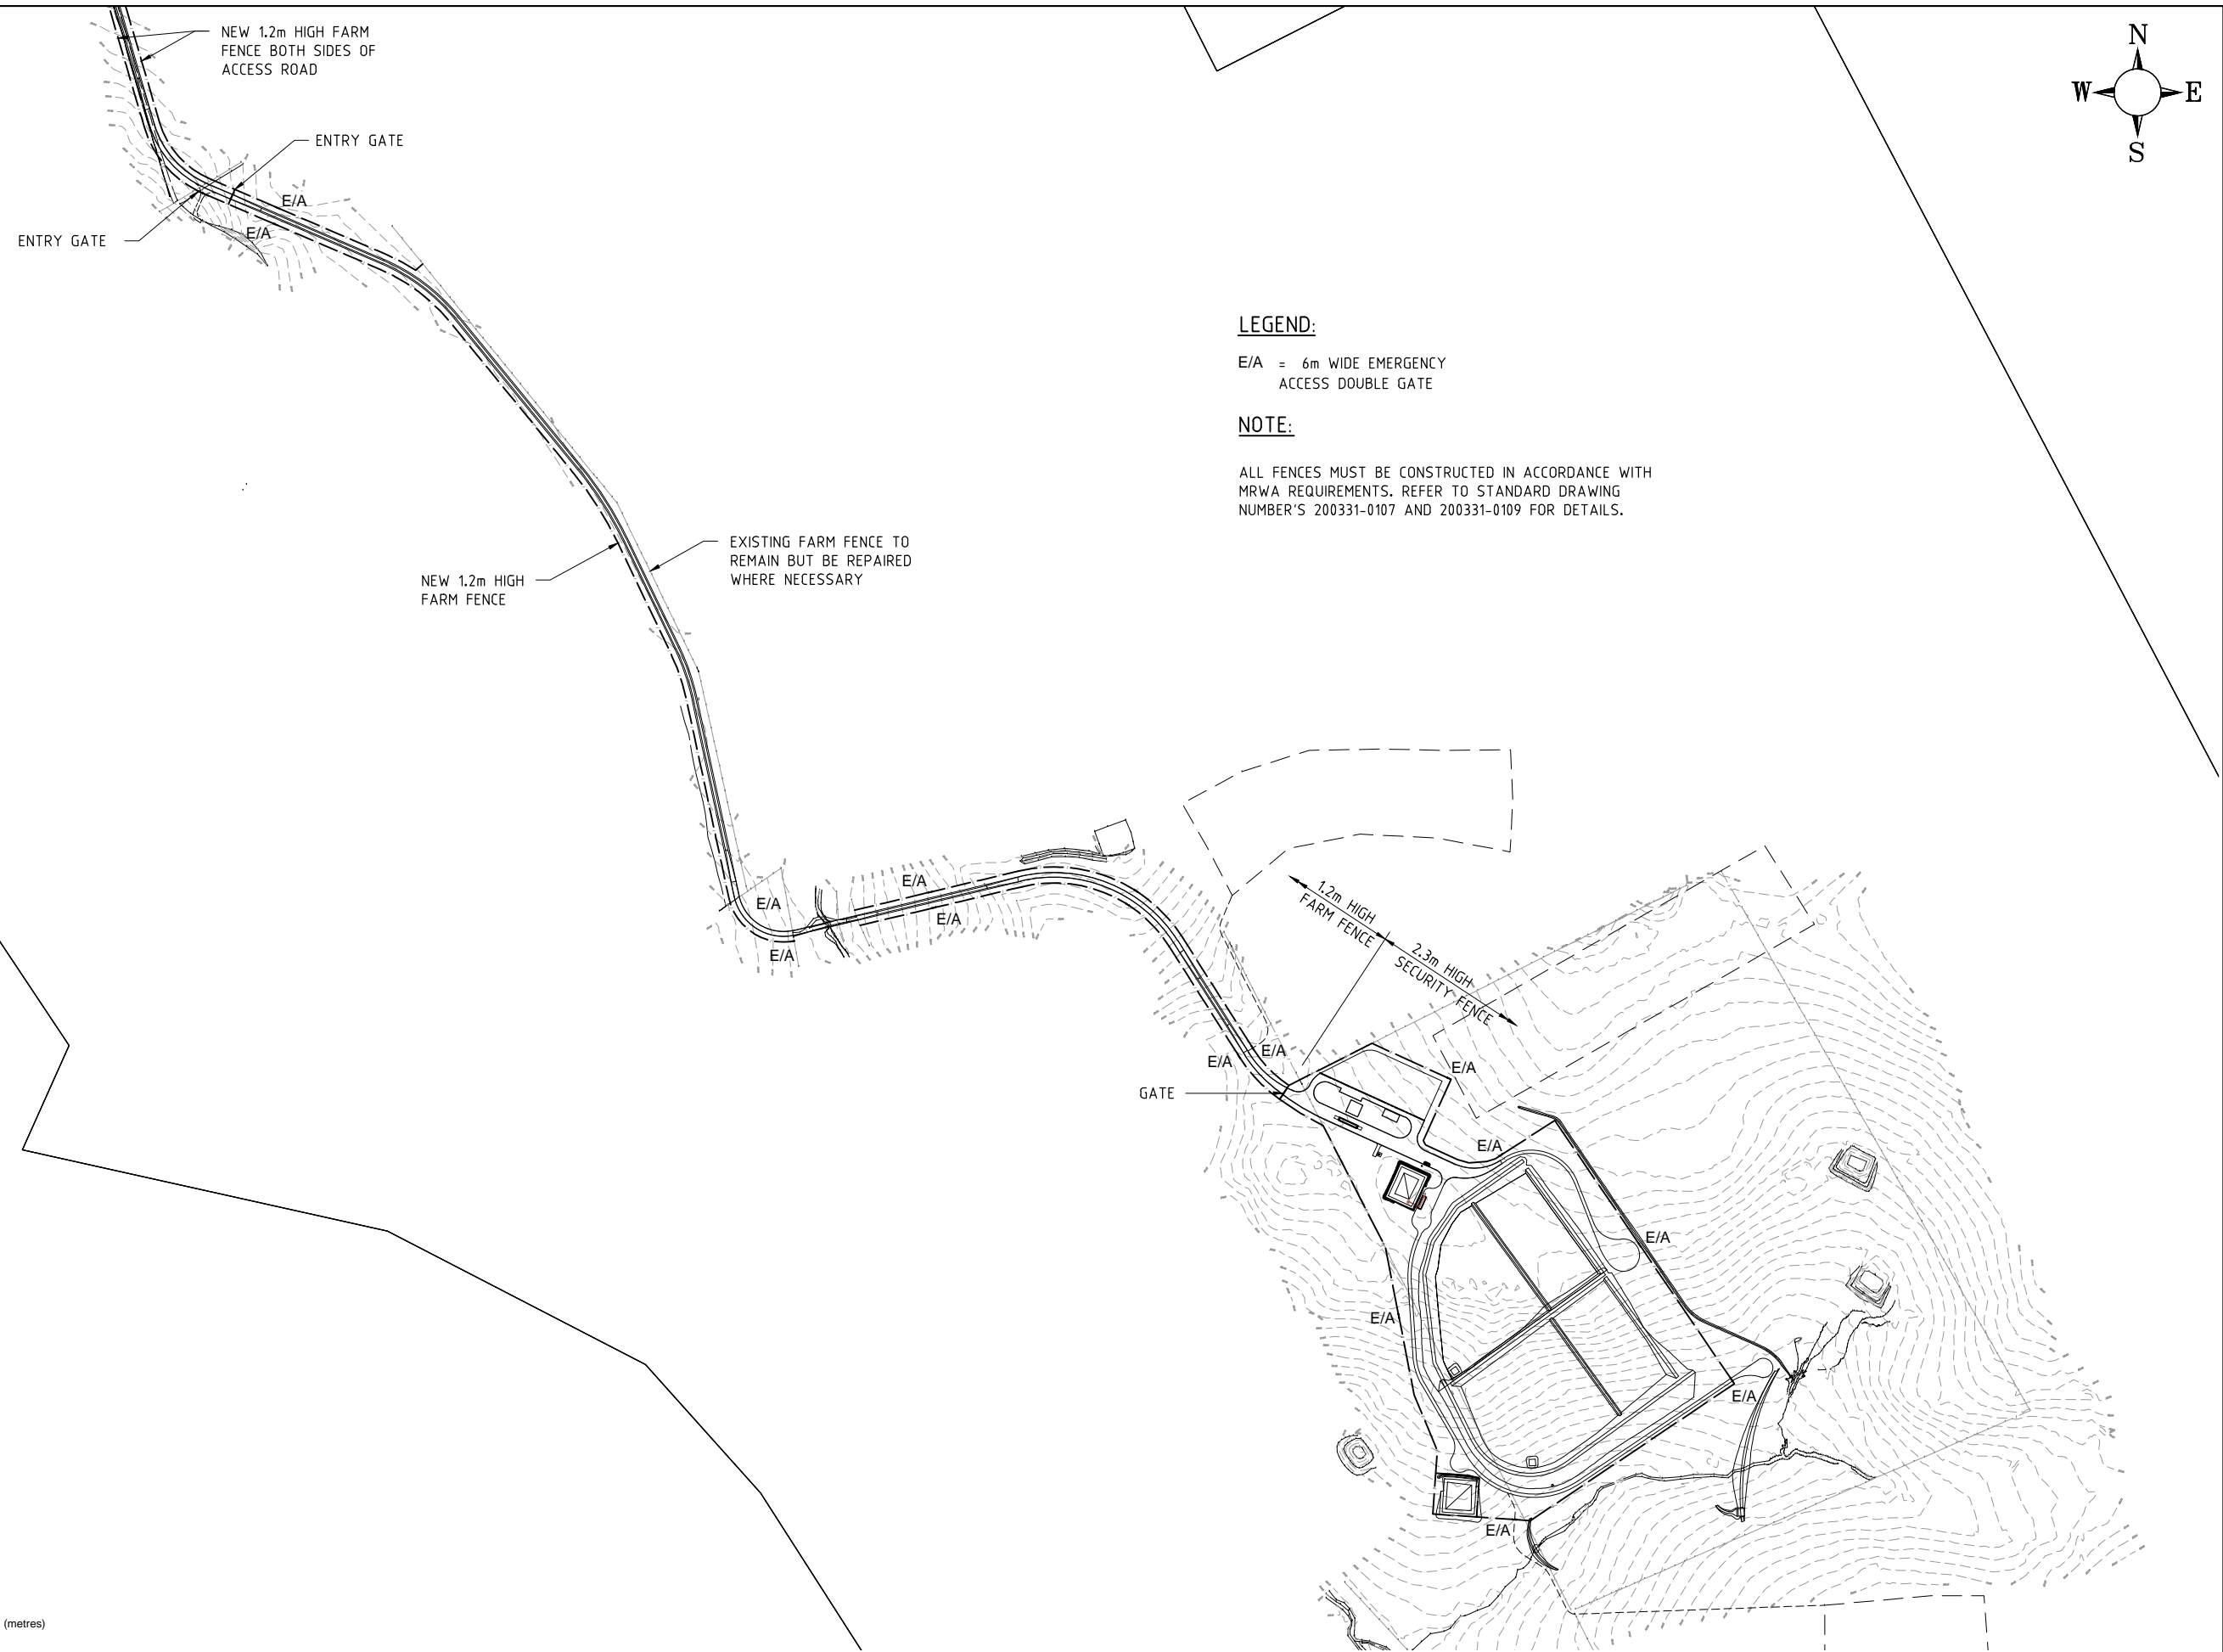 NEW 1.2m HIGH FARM
FENCE BOTH SIDES OF
ACCESS ROAD
N
W
E
S
ENTRY GATE
E/A
E/A
ENTRY GATE
LEGEND:
E/A = 6m WIDE EMERGENCY
ACCESS DOUBLE GATE
NOTE:
ALL FENCES MUST BE CONSTRUCTED IN ACCORDANCE WITH
MRWA REQUIREMENTS. REFER TO STANDARD DRAWING
NUMBER'S 200331-0107 AND 200331-0109 FOR DETAILS.
EXISTING FARM FENCE TO
REMAIN BUT BE REPAIRED
WHERE NECESSARY
NEW 1.2m HIGH
FARM FENCE
E/A
E/A
E/A
E/A
1.2m HIGH
FARM FENCE
2.3m HIGH
SECURITY FENCE
E/A
E/A
E/A
GATE
E/A
E/A
E/A
E/A
E/A
(metres)